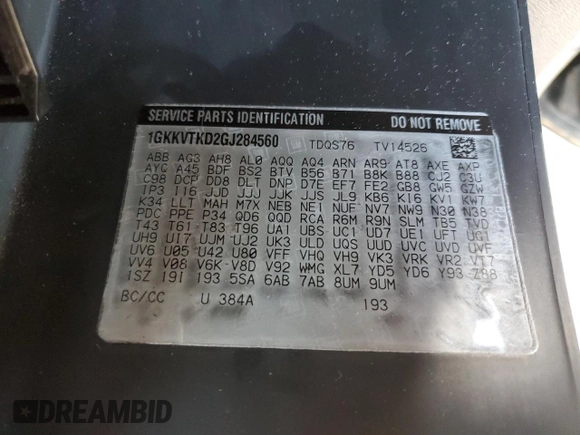 SERVICE PARTS IDENTIFICATION DO NOT REMOVE
1GKKVTKD2GJ284560 TDQS76 TV14526
ABB AG3 AH8 AL0 AQQ AQ4 ARN AR9 AT8 AXE AXP
AYC A45 BDF BS2 BTV B56 B71 B8K B88 CJ2 C3U
C98 DCP DD8 DLT DNP D7E EF7 FE2 GB8 GW5 GZW
IP3 I16 JJD JJJ JJK JJS JL9 KB6 K16 KV1 KW7
K34 LLT MAH M7X NEB NE1 NUF NV7 NW9 N30 N38
PDC PPE P34 QD6 QQD RCA R6M R9N SLM TB5 TVD
T43 T61 T83 T96 UA1 UBS UC1 UD7 UE1 UFT UGT
UH9 UI7 UJM UJ2 UK3 ULD UQS UUD UVC UVD UVE
UV6 U05 U42 U80 VFF VHQ VH9 VK3 VRK VR2 VT7
VV4 V08 V6K V8D V92 WMG XL7 YD5 YD6 Y93 Z88
1SZ 19I 193 5SA 6AB 7AB 8UM 9UM
BC/CC U 384A 193
DREAMBID